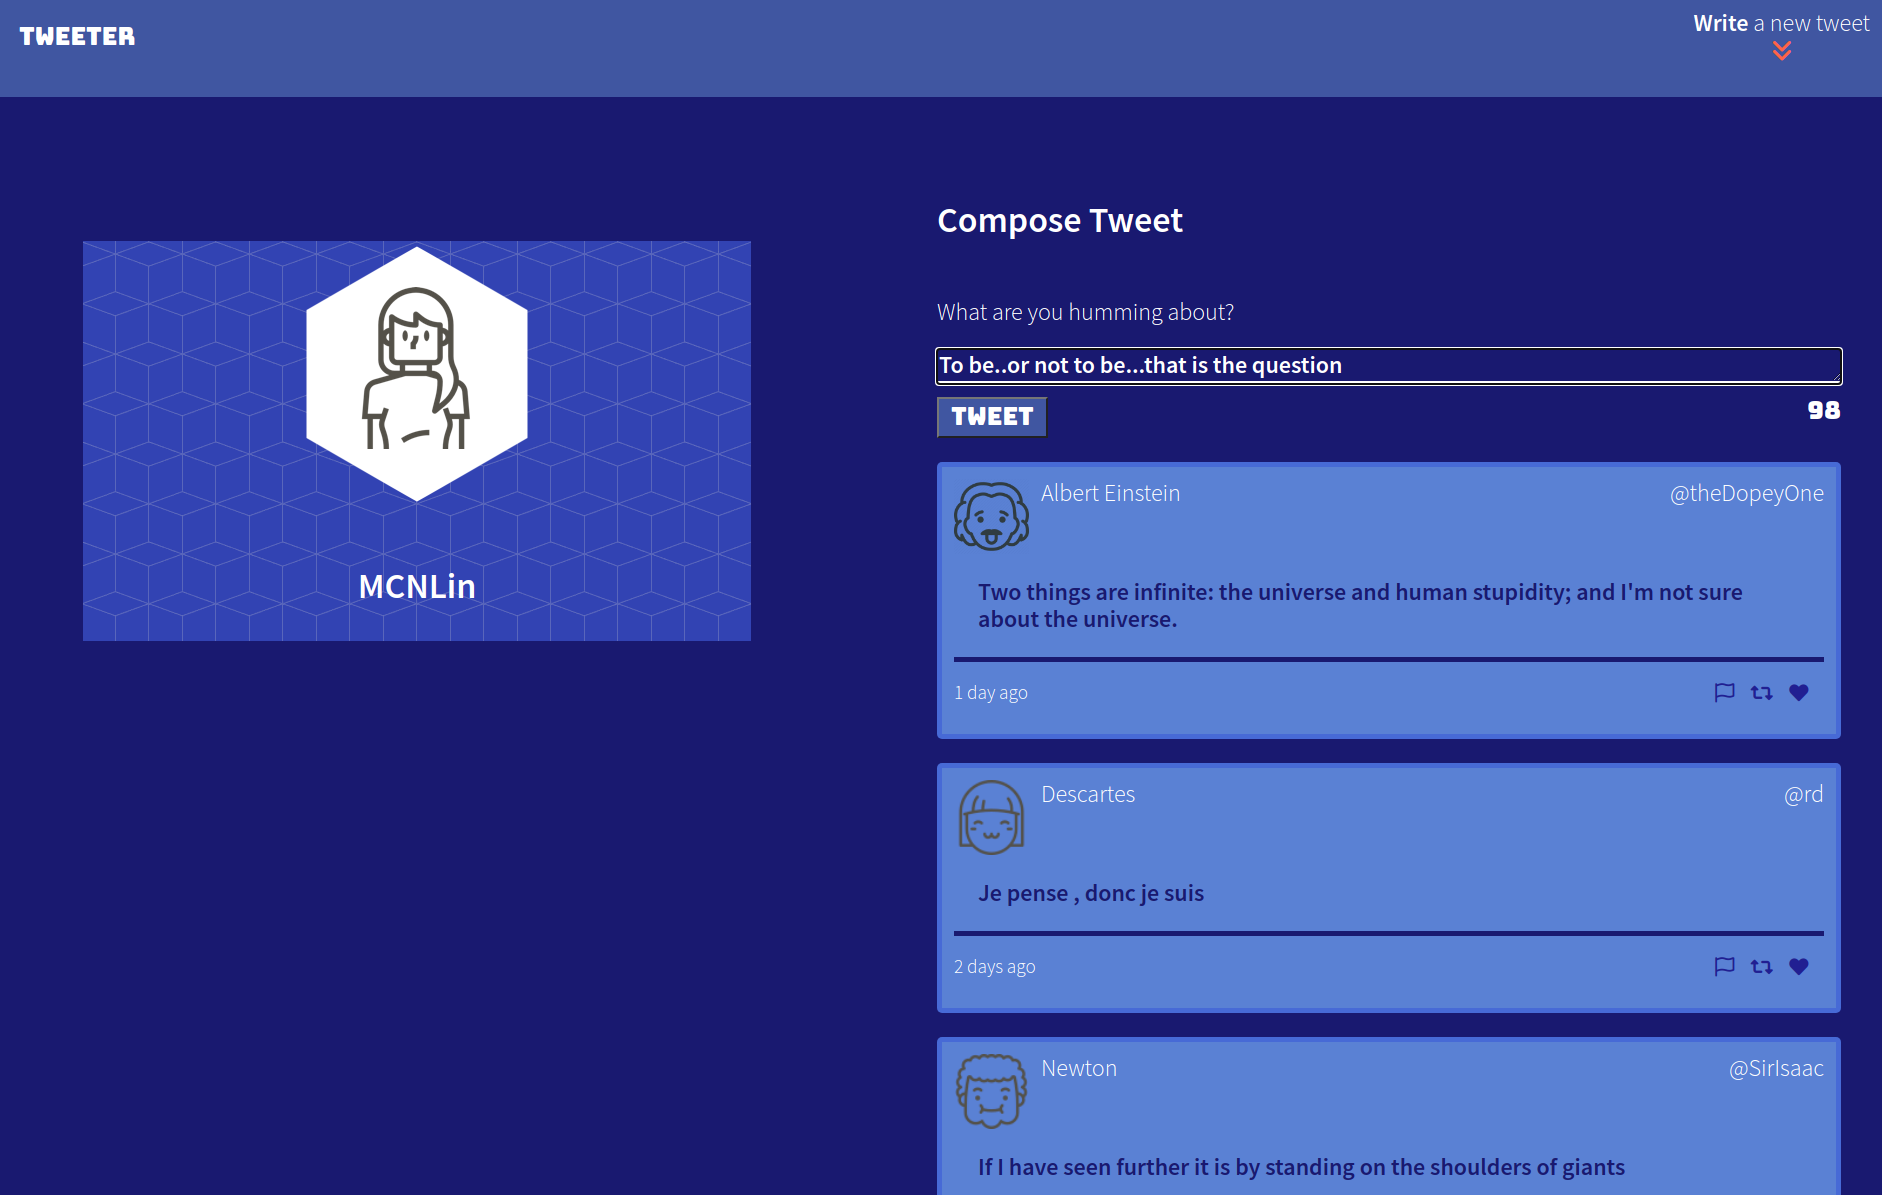 TWEETER
Write a new tweet
MCNLin
Compose Tweet
What are you humming about?
To be..or not to be...that is the question
TWEET
98
Albert Einstein
@theDopeyOne
Two things are infinite: the universe and human stupidity; and I'm not sure
about the universe.
1 day ago
Descartes
@rd
Je pense , donc je suis
2 days ago
Newton
@SirIsaac
If I have seen further it is by standing on the shoulders of giants